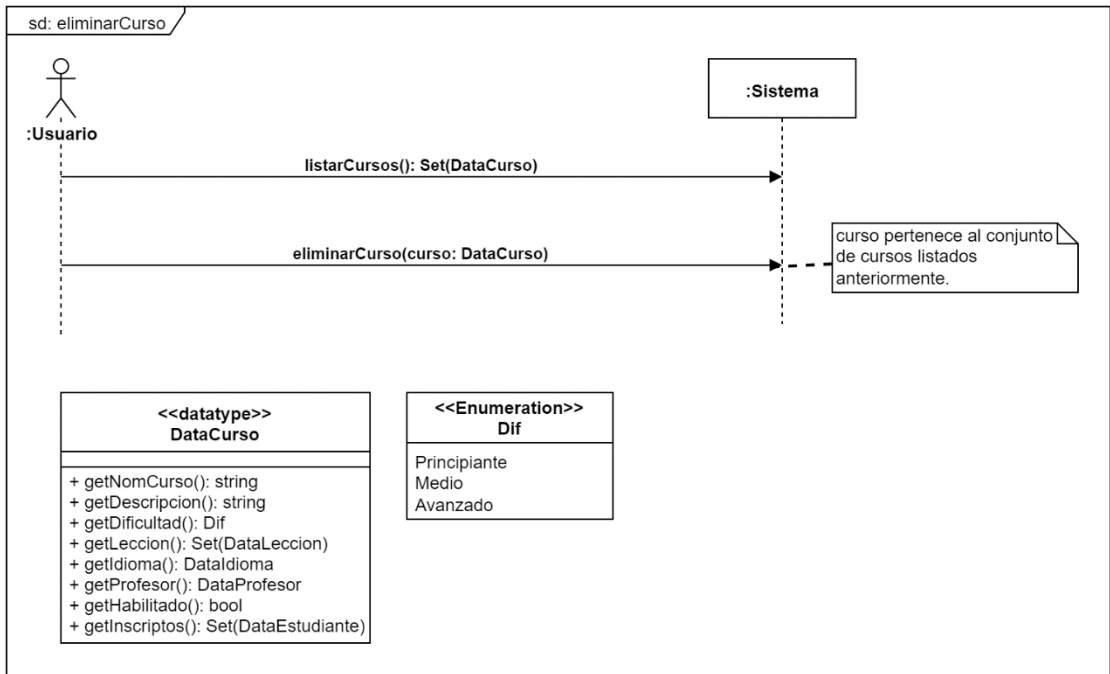 sd: eliminarCurso
:Usuario
:Sistema
listarCursos(): Set(DataCurso)
eliminarCurso(curso: DataCurso)
curso pertenece al conjunto
de cursos listados
anteriormente.
<<datatype>>
DataCurso
+ getNomCurso(): string
+ getDescripcion(): string
+ getDificultad(): Dif
+ getLeccion(): Set(DataLeccion)
+ getIdioma(): DataIdioma
+ getProfesor(): DataProfesor
+ getHabilitado(): bool
+ getInscriptos(): Set(DataEstudiante)
<<Enumeration>>
Dif
Principiante
Medio
Avanzado